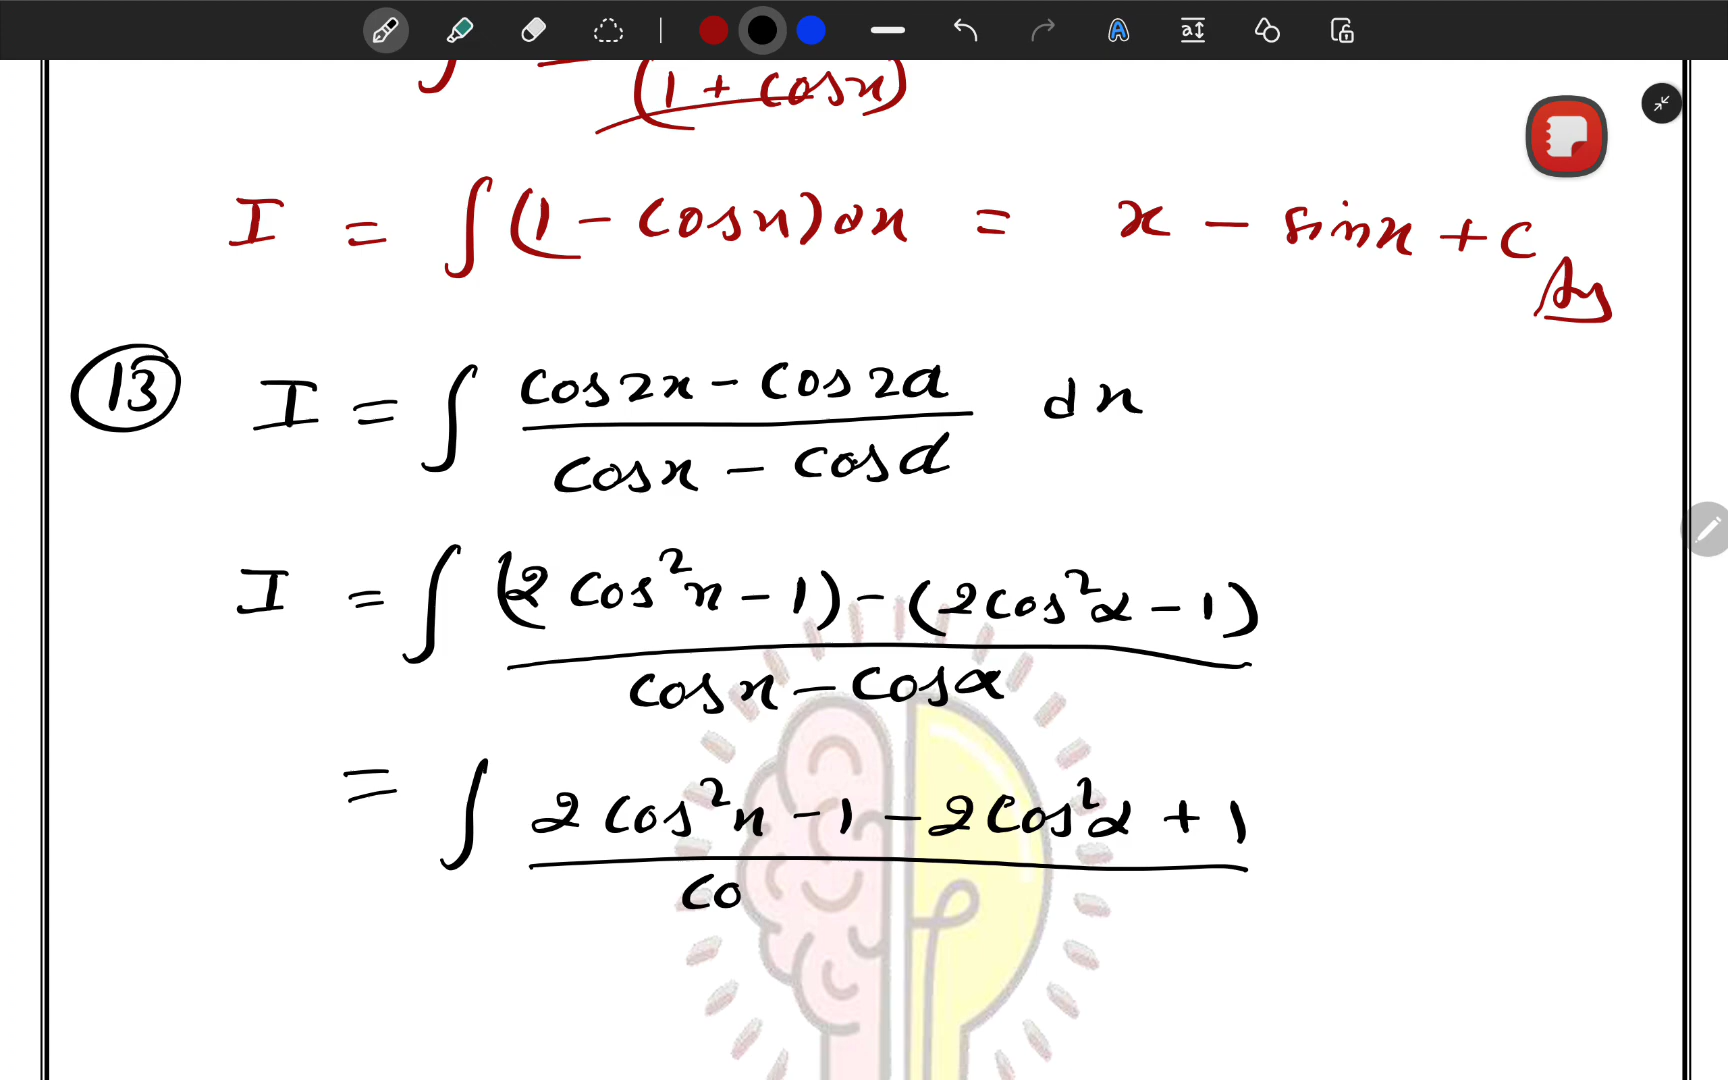 ∫ (1 + cosx)
I = ∫(1 - cosx)dx = x - sinx + c
Ans
13 I = ∫ cos2x - cos2α / cosx - cosα dx
I = ∫ (2cos²x - 1) - (2cos²α - 1) / cosx - cosα
= ∫ 2cos²x - 1 - 2cos²α + 1 / co